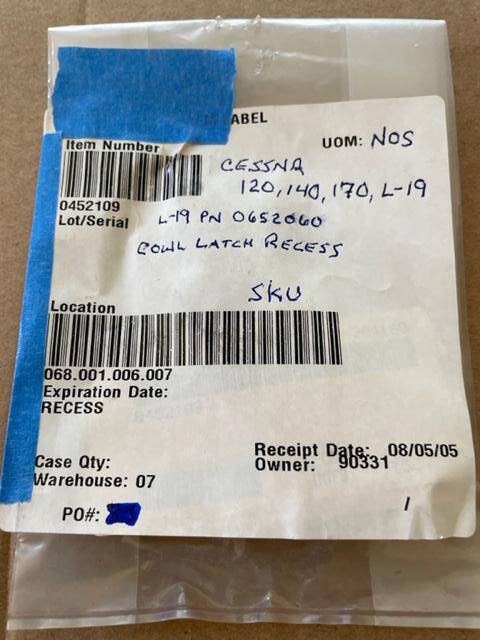 LABEL
Item Number
UOM: NOS
CESSNA
120, 140, 170, L-19
0452109
Lot/Serial
L-19 PN 0652060
COWL LATCH RECESS
SKU
Location
068.001.006.007
Expiration Date:
RECESS
Receipt Date: 08/05/05
Case Qty:
Owner: 90331
Warehouse: 07
PO#:
1